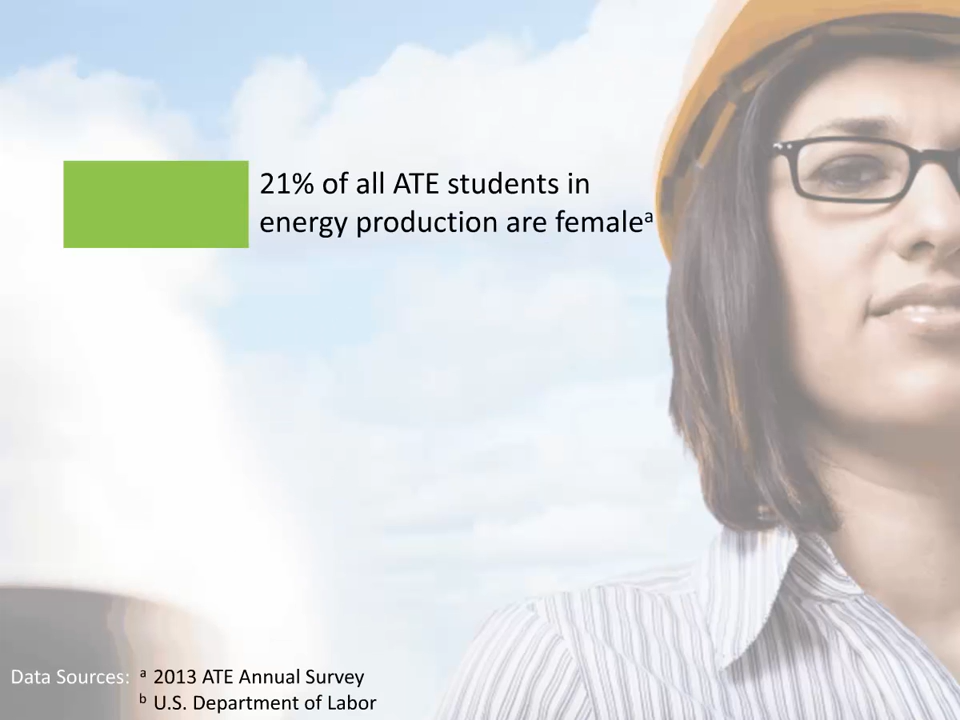 21% of all ATE students in
energy production are femaleᵃ
Data Sources: ᵃ 2013 ATE Annual Survey
ᵇ U.S. Department of Labor